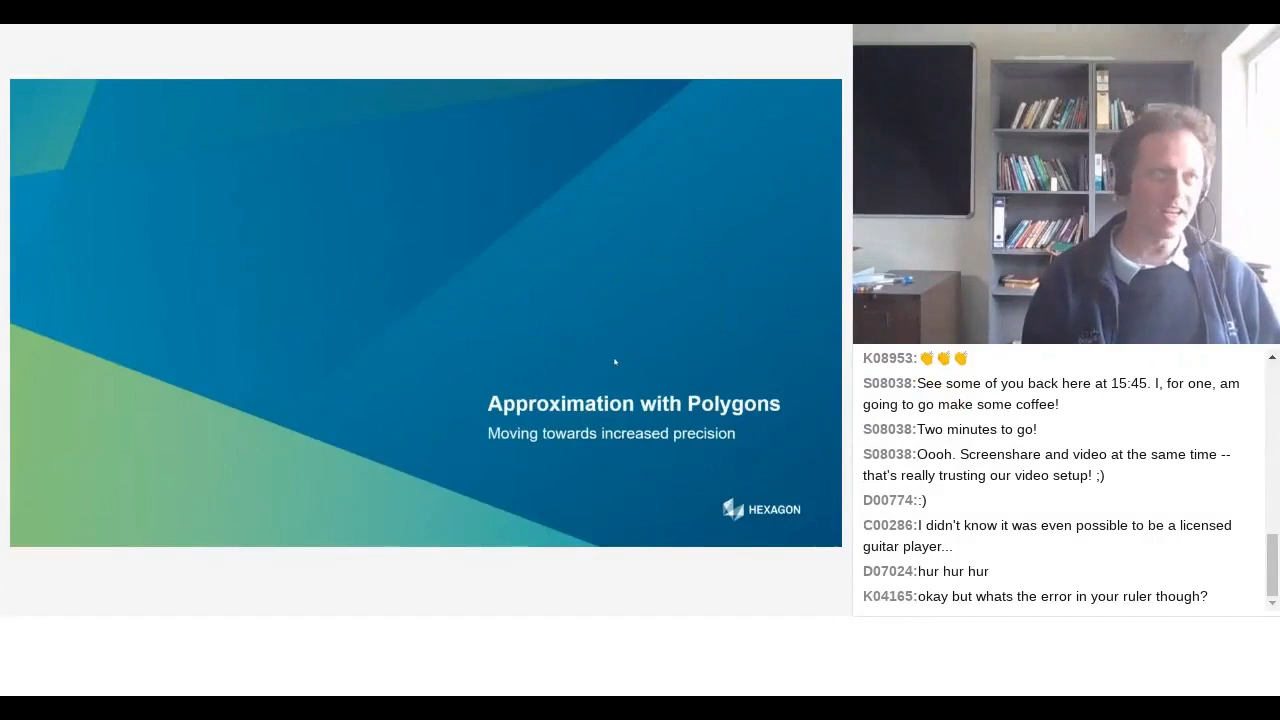 Approximation with Polygons
Moving towards increased precision
HEXAGON
K08953:👏👏👏
S08038:See some of you back here at 15:45. I, for one, am
going to go make some coffee!
S08038:Two minutes to go!
S08038:Oooh. Screenshare and video at the same time --
that's really trusting our video setup! ;)
D00774::)
C00286:I didn't know it was even possible to be a licensed
guitar player...
D07024:hur hur hur
K04165:okay but whats the error in your ruler though?